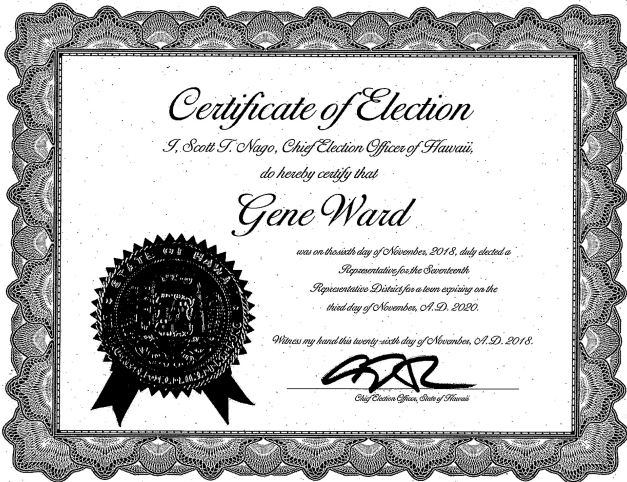 Certificate of Election
I, Scott T. Nago, Chief Election Officer of Hawaii,
do hereby certify that
Gene Ward
was on the sixth day of November, 2018, duly elected a
Representative for the Seventeenth
Representative District for a term expiring on the
third day of November, A.D. 2020.
Witness my hand this twenty-sixth day of November, A.D. 2018.
Chief Election Officer, State of Hawaii
STATE OF HAWAII